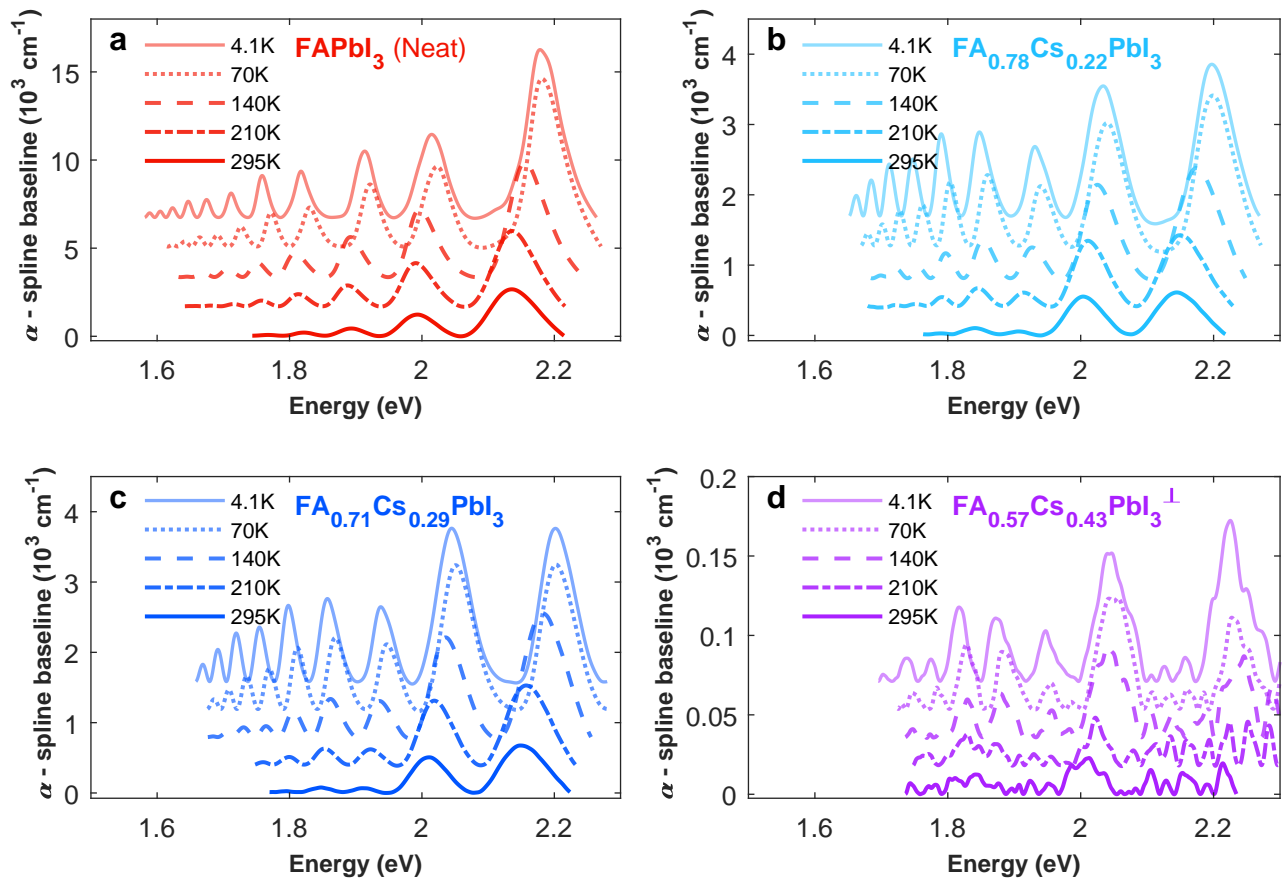 a
4.1K
70K
140K
210K
295K
FAPbI₃ (Neat)
α - spline baseline (10³ cm⁻¹)
15
10
5
0
1.6 1.8 2 2.2
Energy (eV)
b
4.1K
70K
140K
210K
295K
FA₀.₇₈Cs₀.₂₂PbI₃
α - spline baseline (10³ cm⁻¹)
4
3
2
1
0
1.6 1.8 2 2.2
Energy (eV)
c
4.1K
70K
140K
210K
295K
FA₀.₇₁Cs₀.₂₉PbI₃
α - spline baseline (10³ cm⁻¹)
4
3
2
1
0
1.6 1.8 2 2.2
Energy (eV)
d
4.1K
70K
140K
210K
295K
FA₀.₅₇Cs₀.₄₃PbI₃⊥
α - spline baseline (10³ cm⁻¹)
0.2
0.15
0.1
0.05
0
1.6 1.8 2 2.2
Energy (eV)